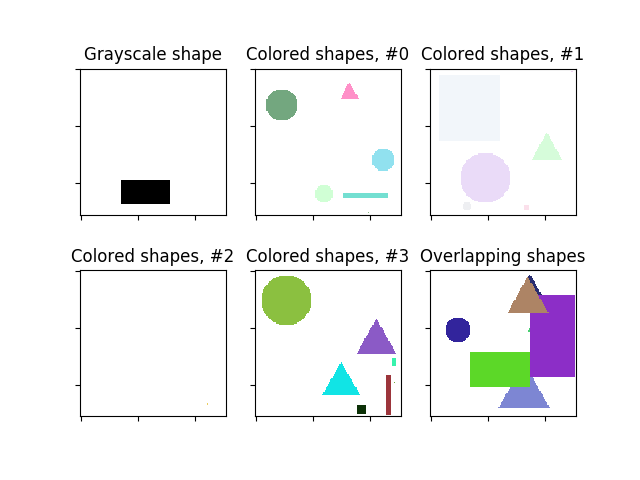 Grayscale shape
Colored shapes, #0
Colored shapes, #1
Colored shapes, #2
Colored shapes, #3
Overlapping shapes